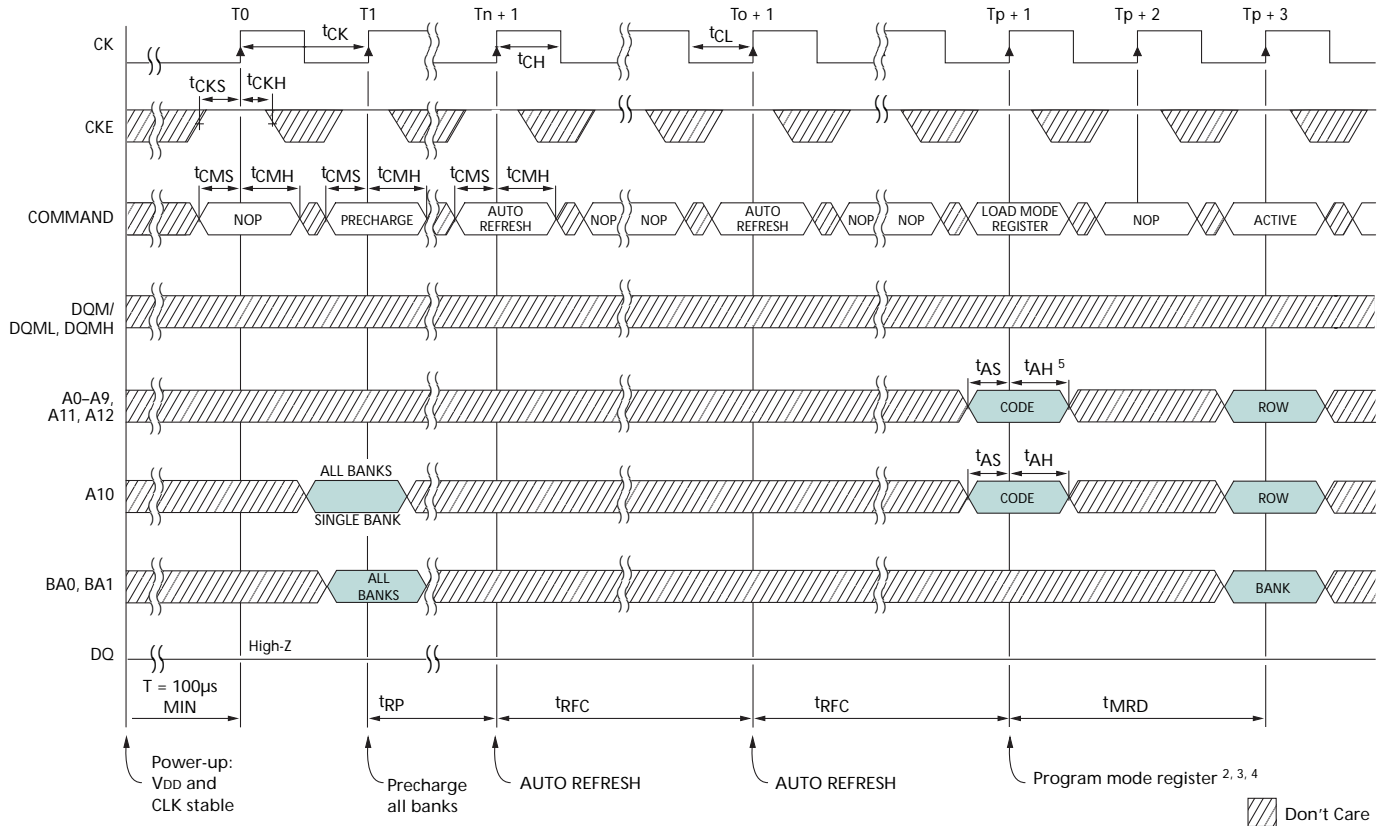 T0 T1 Tn + 1 To + 1 Tp + 1 Tp + 2 Tp + 3
CK tCK tCH tCL
tCKS tCKH
CKE
tCMS tCMH tCMS tCMH tCMS tCMH
COMMAND NOP PRECHARGE AUTO REFRESH NOP NOP AUTO REFRESH NOP NOP LOAD MODE REGISTER NOP ACTIVE
DQM/
DQML, DQMH
tAS tAH 5
A0–A9,
A11, A12 CODE ROW
ALL BANKS tAS tAH
A10 CODE ROW
SINGLE BANK
BA0, BA1 ALL BANKS BANK
DQ High-Z
T = 100µs
MIN
tRP tRFC tRFC tMRD
Power-up:
VDD and
CLK stable
Precharge
all banks
AUTO REFRESH
AUTO REFRESH
Program mode register 2, 3, 4
Don't Care